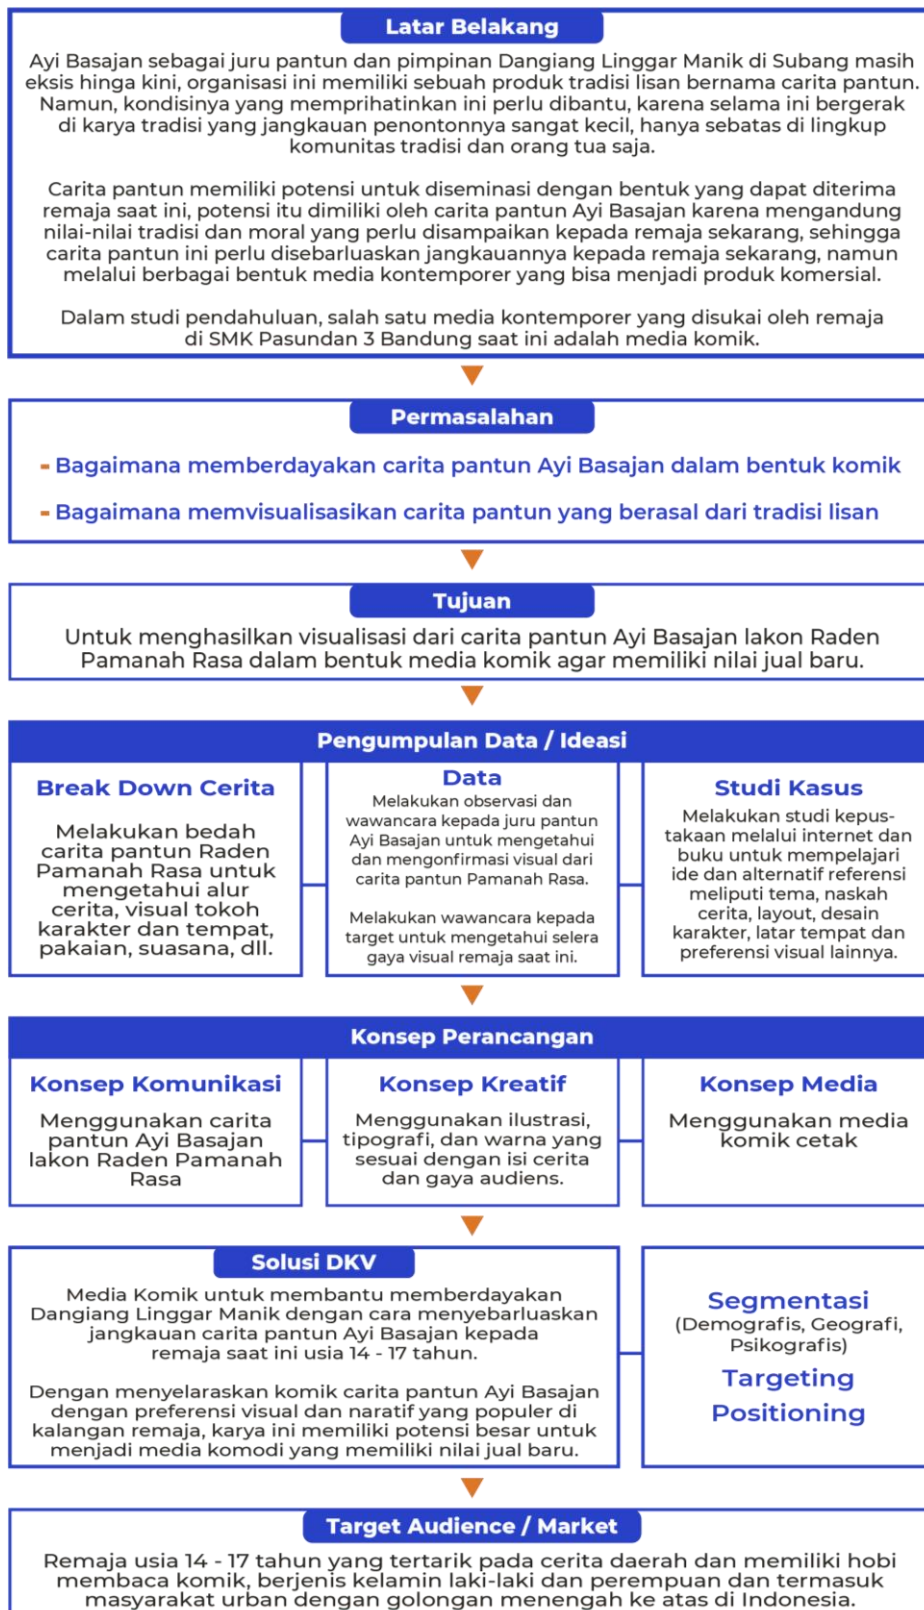 Latar Belakang
Ayi Basajan sebagai juru pantun dan pimpinan Dangiang Linggar Manik di Subang masih
eksis hingga kini, organisasi ini memiliki sebuah produk tradisi lisan bernama carita pantun.
Namun, kondisinya yang memprihatinkan ini perlu dibantu, karena selama ini bergerak
di karya tradisi yang jangkauan penontonnya sangat kecil, hanya sebatas di lingkup
komunitas tradisi dan orang tua saja.
Carita pantun memiliki potensi untuk diseminasi dengan bentuk yang dapat diterima
remaja saat ini, potensi itu dimiliki oleh carita pantun Ayi Basajan karena mengandung
nilai-nilai tradisi dan moral yang perlu disampaikan kepada remaja sekarang, sehingga
carita pantun ini perlu disebarluaskan jangkauannya kepada remaja sekarang, namun
melalui berbagai bentuk media kontemporer yang bisa menjadi produk komersial.
Dalam studi pendahuluan, salah satu media kontemporer yang disukai oleh remaja
di SMK Pasundan 3 Bandung saat ini adalah media komik.
Permasalahan
- Bagaimana memberdayakan carita pantun Ayi Basajan dalam bentuk komik
- Bagaimana memvisualisasikan carita pantun yang berasal dari tradisi lisan
Tujuan
Untuk menghasilkan visualisasi dari carita pantun Ayi Basajan lakon Raden
Pamanah Rasa dalam bentuk media komik agar memiliki nilai jual baru.
Pengumpulan Data / Ideasi
Break Down Cerita
Melakukan bedah
carita pantun Raden
Pamanah Rasa untuk
mengetahui alur
cerita, visual tokoh
karakter dan tempat,
pakaian, suasana, dll.
Data
Melakukan observasi dan
wawancara kepada juru pantun
Ayi Basajan untuk mengetahui
dan mengonfirmasi visual dari
carita pantun Pamanah Rasa.
Melakukan wawancara kepada
target untuk mengetahui selera
gaya visual remaja saat ini.
Studi Kasus
Melakukan studi kepus-
takaan melalui internet dan
buku untuk mempelajari
ide dan alternatif referensi
meliputi tema, naskah
cerita, layout, desain
karakter, latar tempat dan
preferensi visual lainnya.
Konsep Perancangan
Konsep Komunikasi
Menggunakan carita
pantun Ayi Basajan
lakon Raden Pamanah
Rasa
Konsep Kreatif
Menggunakan ilustrasi,
tipografi, dan warna yang
sesuai dengan isi cerita
dan gaya audiens.
Konsep Media
Menggunakan media
komik cetak
Solusi DKV
Media Komik untuk membantu memberdayakan
Dangiang Linggar Manik dengan cara menyebarluaskan
jangkauan carita pantun Ayi Basajan kepada
remaja saat ini usia 14 - 17 tahun.
Dengan menyelaraskan komik carita pantun Ayi Basajan
dengan preferensi visual dan naratif yang populer di
kalangan remaja, karya ini memiliki potensi besar untuk
menjadi media komodi yang memiliki nilai jual baru.
Segmentasi
(Demografis, Geografi,
Psikografis)
Targeting
Positioning
Target Audience / Market
Remaja usia 14 - 17 tahun yang tertarik pada cerita daerah dan memiliki hobi
membaca komik, berjenis kelamin laki-laki dan perempuan dan termasuk
masyarakat urban dengan golongan menengah ke atas di Indonesia.